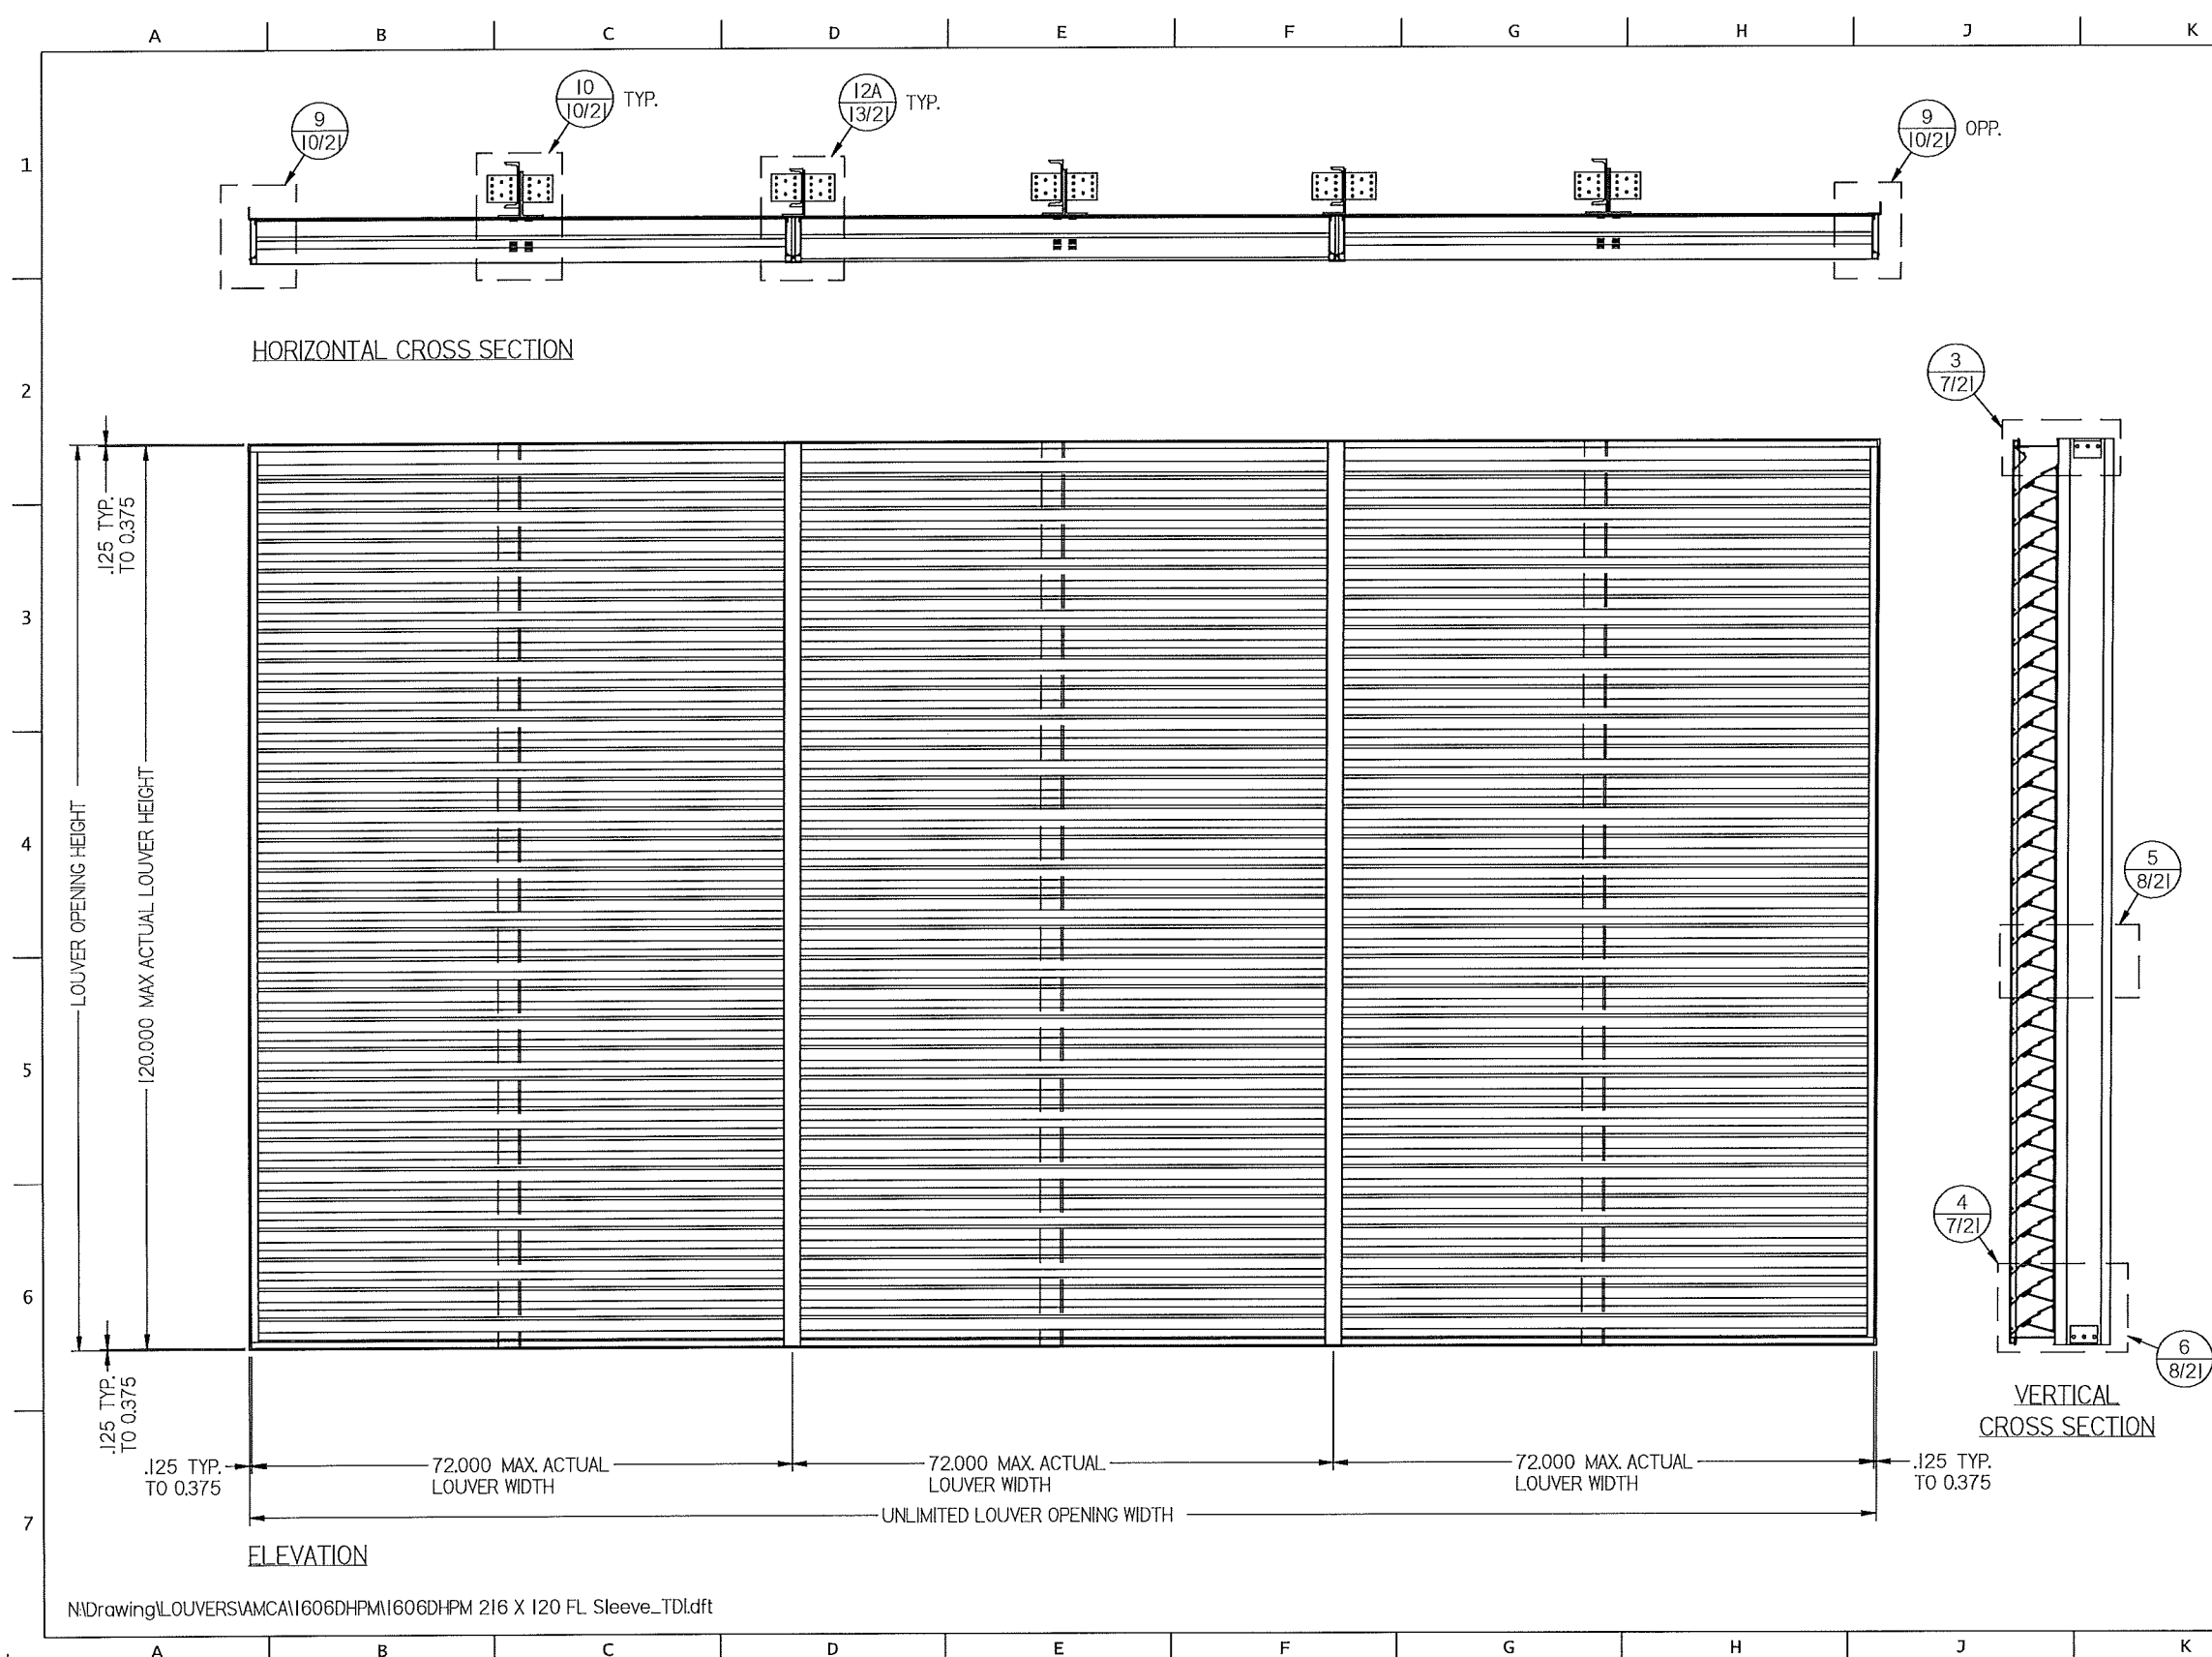 A B C D E F G H J K
1
2
3
4
5
6
7
9
10/21
10
10/21
TYP.
12A
13/21
TYP.
9
10/21
OPP.
HORIZONTAL CROSS SECTION
3
7/21
.125 TYP.
TO 0.375
LOUVER OPENING HEIGHT
120.000 MAX ACTUAL LOUVER HEIGHT
5
8/21
4
7/21
6
8/21
VERTICAL
CROSS SECTION
.125 TYP.
TO 0.375
.125 TYP.
TO 0.375
72.000 MAX. ACTUAL
LOUVER WIDTH
72.000 MAX. ACTUAL
LOUVER WIDTH
72.000 MAX. ACTUAL
LOUVER WIDTH
.125 TYP.
TO 0.375
UNLIMITED LOUVER OPENING WIDTH
ELEVATION
N:\Drawing\LOUVERS\AMCA\1606DHPM\1606DHPM 216 X 120 FL Sleeve_TDI.dft
A B C D E F G H J K